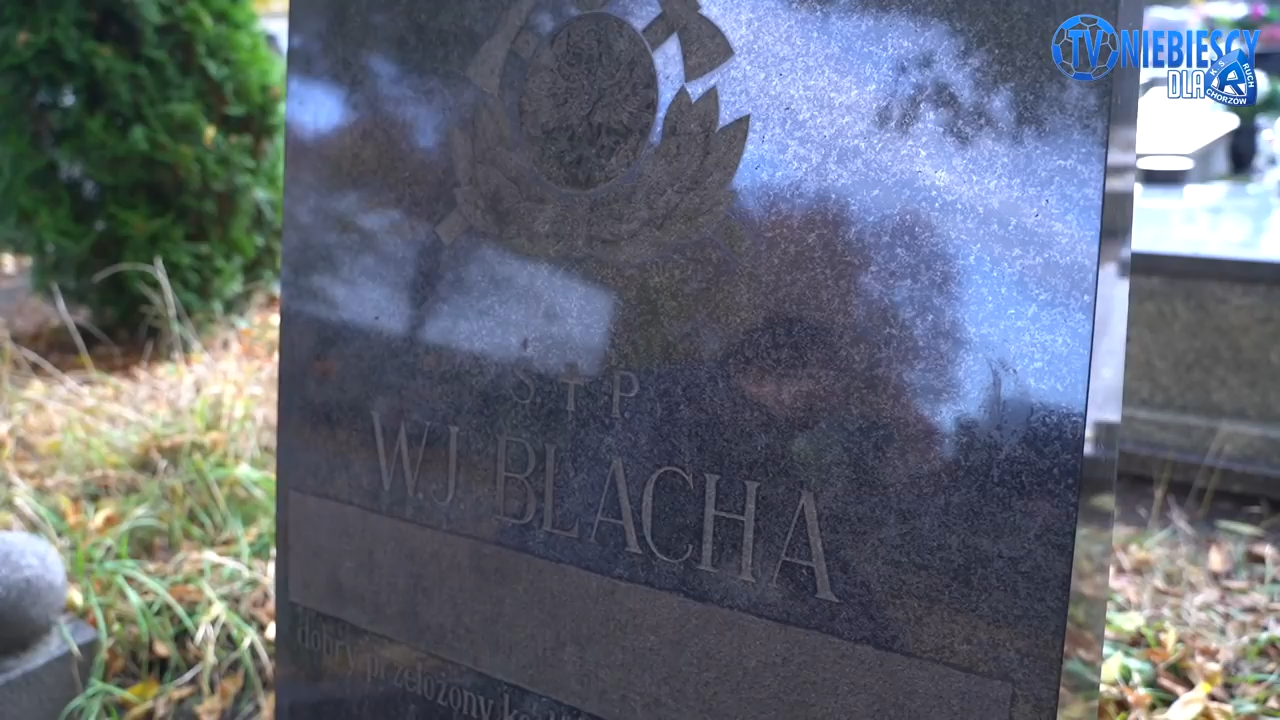 TV NIEBIESCY
DLA
K.S. RUCH
CHORZÓW
Ś. † P.
W.J. BLACHA
dobry przełożony